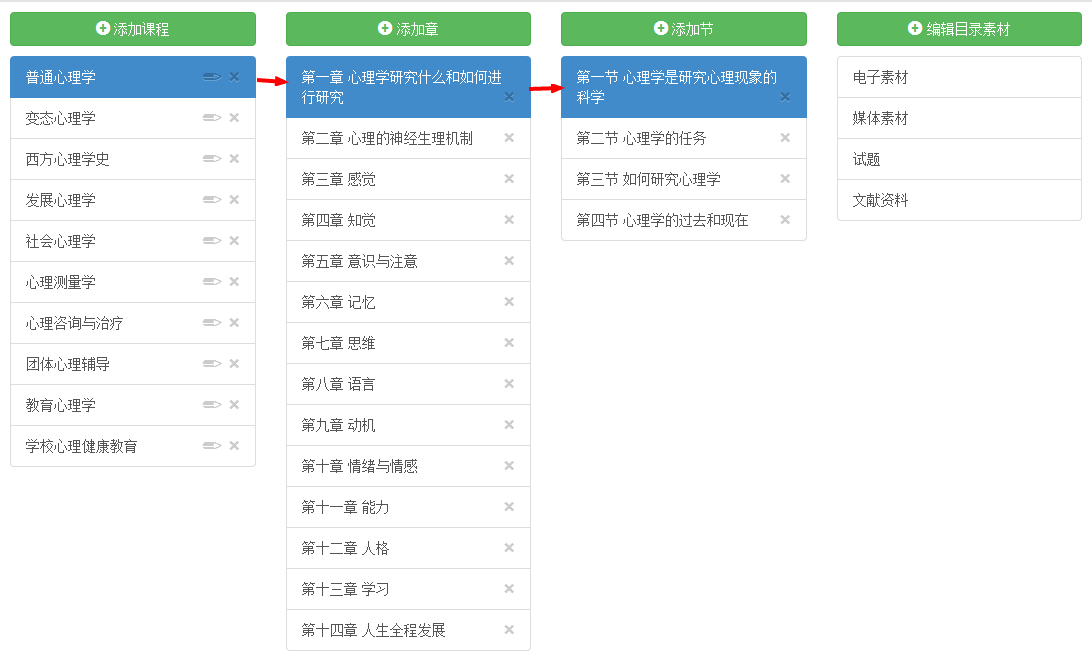 添加课程
普通心理学
变态心理学
西方心理学史
发展心理学
社会心理学
心理测量学
心理咨询与治疗
团体心理辅导
教育心理学
学校心理健康教育
添加章
第一章 心理学研究什么和如何进
行研究
第二章 心理的神经生理机制
第三章 感觉
第四章 知觉
第五章 意识与注意
第六章 记忆
第七章 思维
第八章 语言
第九章 动机
第十章 情绪与情感
第十一章 能力
第十二章 人格
第十三章 学习
第十四章 人生全程发展
添加节
第一节 心理学是研究心理现象的
科学
第二节 心理学的任务
第三节 如何研究心理学
第四节 心理学的过去和现在
编辑目录素材
电子素材
媒体素材
试题
文献资料